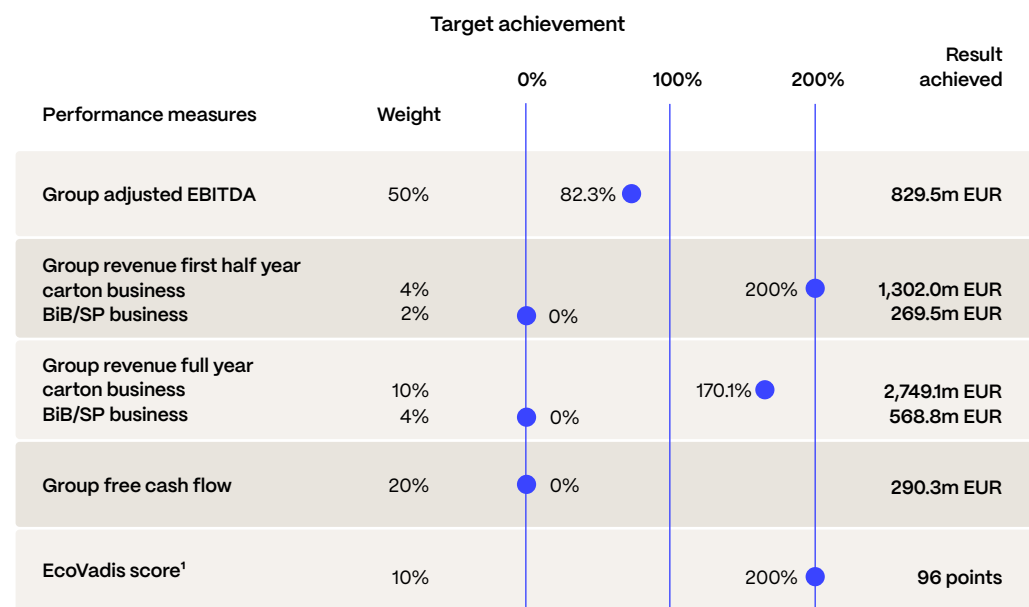 Target achievement
0% 100% 200% Result achieved
Performance measures Weight
Group adjusted EBITDA 50% 82.3% 829.5m EUR
Group revenue first half year
carton business 4% 200% 1,302.0m EUR
BiB/SP business 2% 0% 269.5m EUR
Group revenue full year
carton business 10% 170.1% 2,749.1m EUR
BiB/SP business 4% 0% 568.8m EUR
Group free cash flow 20% 0% 290.3m EUR
EcoVadis score¹ 10% 200% 96 points